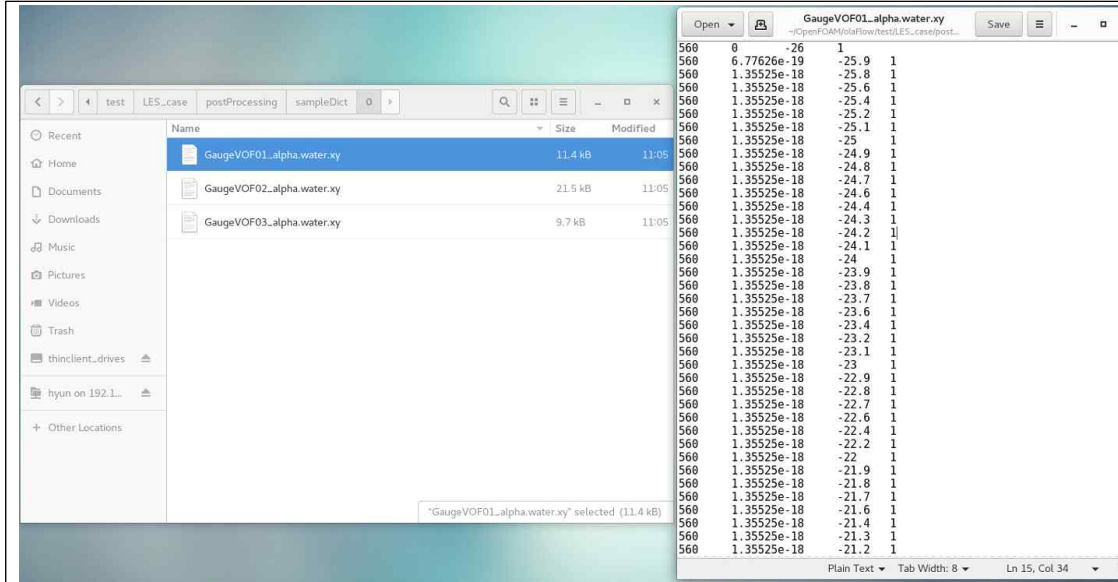 test LES_case postProcessing sampleDict 0
Name Size Modified
Recent
Home
Documents
Downloads
Music
Pictures
Videos
Trash
thinclient_drives
hyun on 192.1...
+ Other Locations
GaugeVOF01_alpha.water.xy 11.4 kB 11:05
GaugeVOF02_alpha.water.xy 21.5 kB 11:05
GaugeVOF03_alpha.water.xy 9.7 kB 11:05
"GaugeVOF01_alpha.water.xy" selected (11.4 kB)
Open GaugeVOF01_alpha.water.xy Save
~/OpenFOAM/olaFlow/test/LES_case/post...
560 0 -26 1
560 6.77626e-19 -25.9 1
560 1.35525e-18 -25.8 1
560 1.35525e-18 -25.6 1
560 1.35525e-18 -25.4 1
560 1.35525e-18 -25.2 1
560 1.35525e-18 -25.1 1
560 1.35525e-18 -25 1
560 1.35525e-18 -24.9 1
560 1.35525e-18 -24.8 1
560 1.35525e-18 -24.7 1
560 1.35525e-18 -24.6 1
560 1.35525e-18 -24.4 1
560 1.35525e-18 -24.3 1
560 1.35525e-18 -24.2 1
560 1.35525e-18 -24.1 1
560 1.35525e-18 -24 1
560 1.35525e-18 -23.9 1
560 1.35525e-18 -23.8 1
560 1.35525e-18 -23.7 1
560 1.35525e-18 -23.6 1
560 1.35525e-18 -23.4 1
560 1.35525e-18 -23.2 1
560 1.35525e-18 -23.1 1
560 1.35525e-18 -23 1
560 1.35525e-18 -22.9 1
560 1.35525e-18 -22.8 1
560 1.35525e-18 -22.7 1
560 1.35525e-18 -22.6 1
560 1.35525e-18 -22.4 1
560 1.35525e-18 -22.2 1
560 1.35525e-18 -22 1
560 1.35525e-18 -21.9 1
560 1.35525e-18 -21.8 1
560 1.35525e-18 -21.7 1
560 1.35525e-18 -21.6 1
560 1.35525e-18 -21.4 1
560 1.35525e-18 -21.3 1
560 1.35525e-18 -21.2 1
Plain Text Tab Width: 8 Ln 15, Col 34